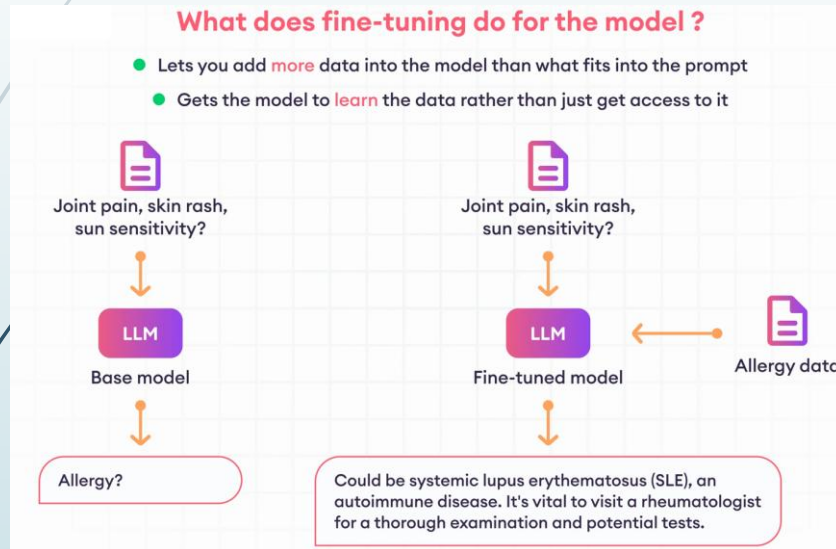 What does fine-tuning do for the model ?
Lets you add more data into the model than what fits into the prompt
Gets the model to learn the data rather than just get access to it
Joint pain, skin rash,
sun sensitivity?
LLM
Base model
Allergy?
Joint pain, skin rash,
sun sensitivity?
LLM
Fine-tuned model
Allergy data
Could be systemic lupus erythematosus (SLE), an
autoimmune disease. It's vital to visit a rheumatologist
for a thorough examination and potential tests.